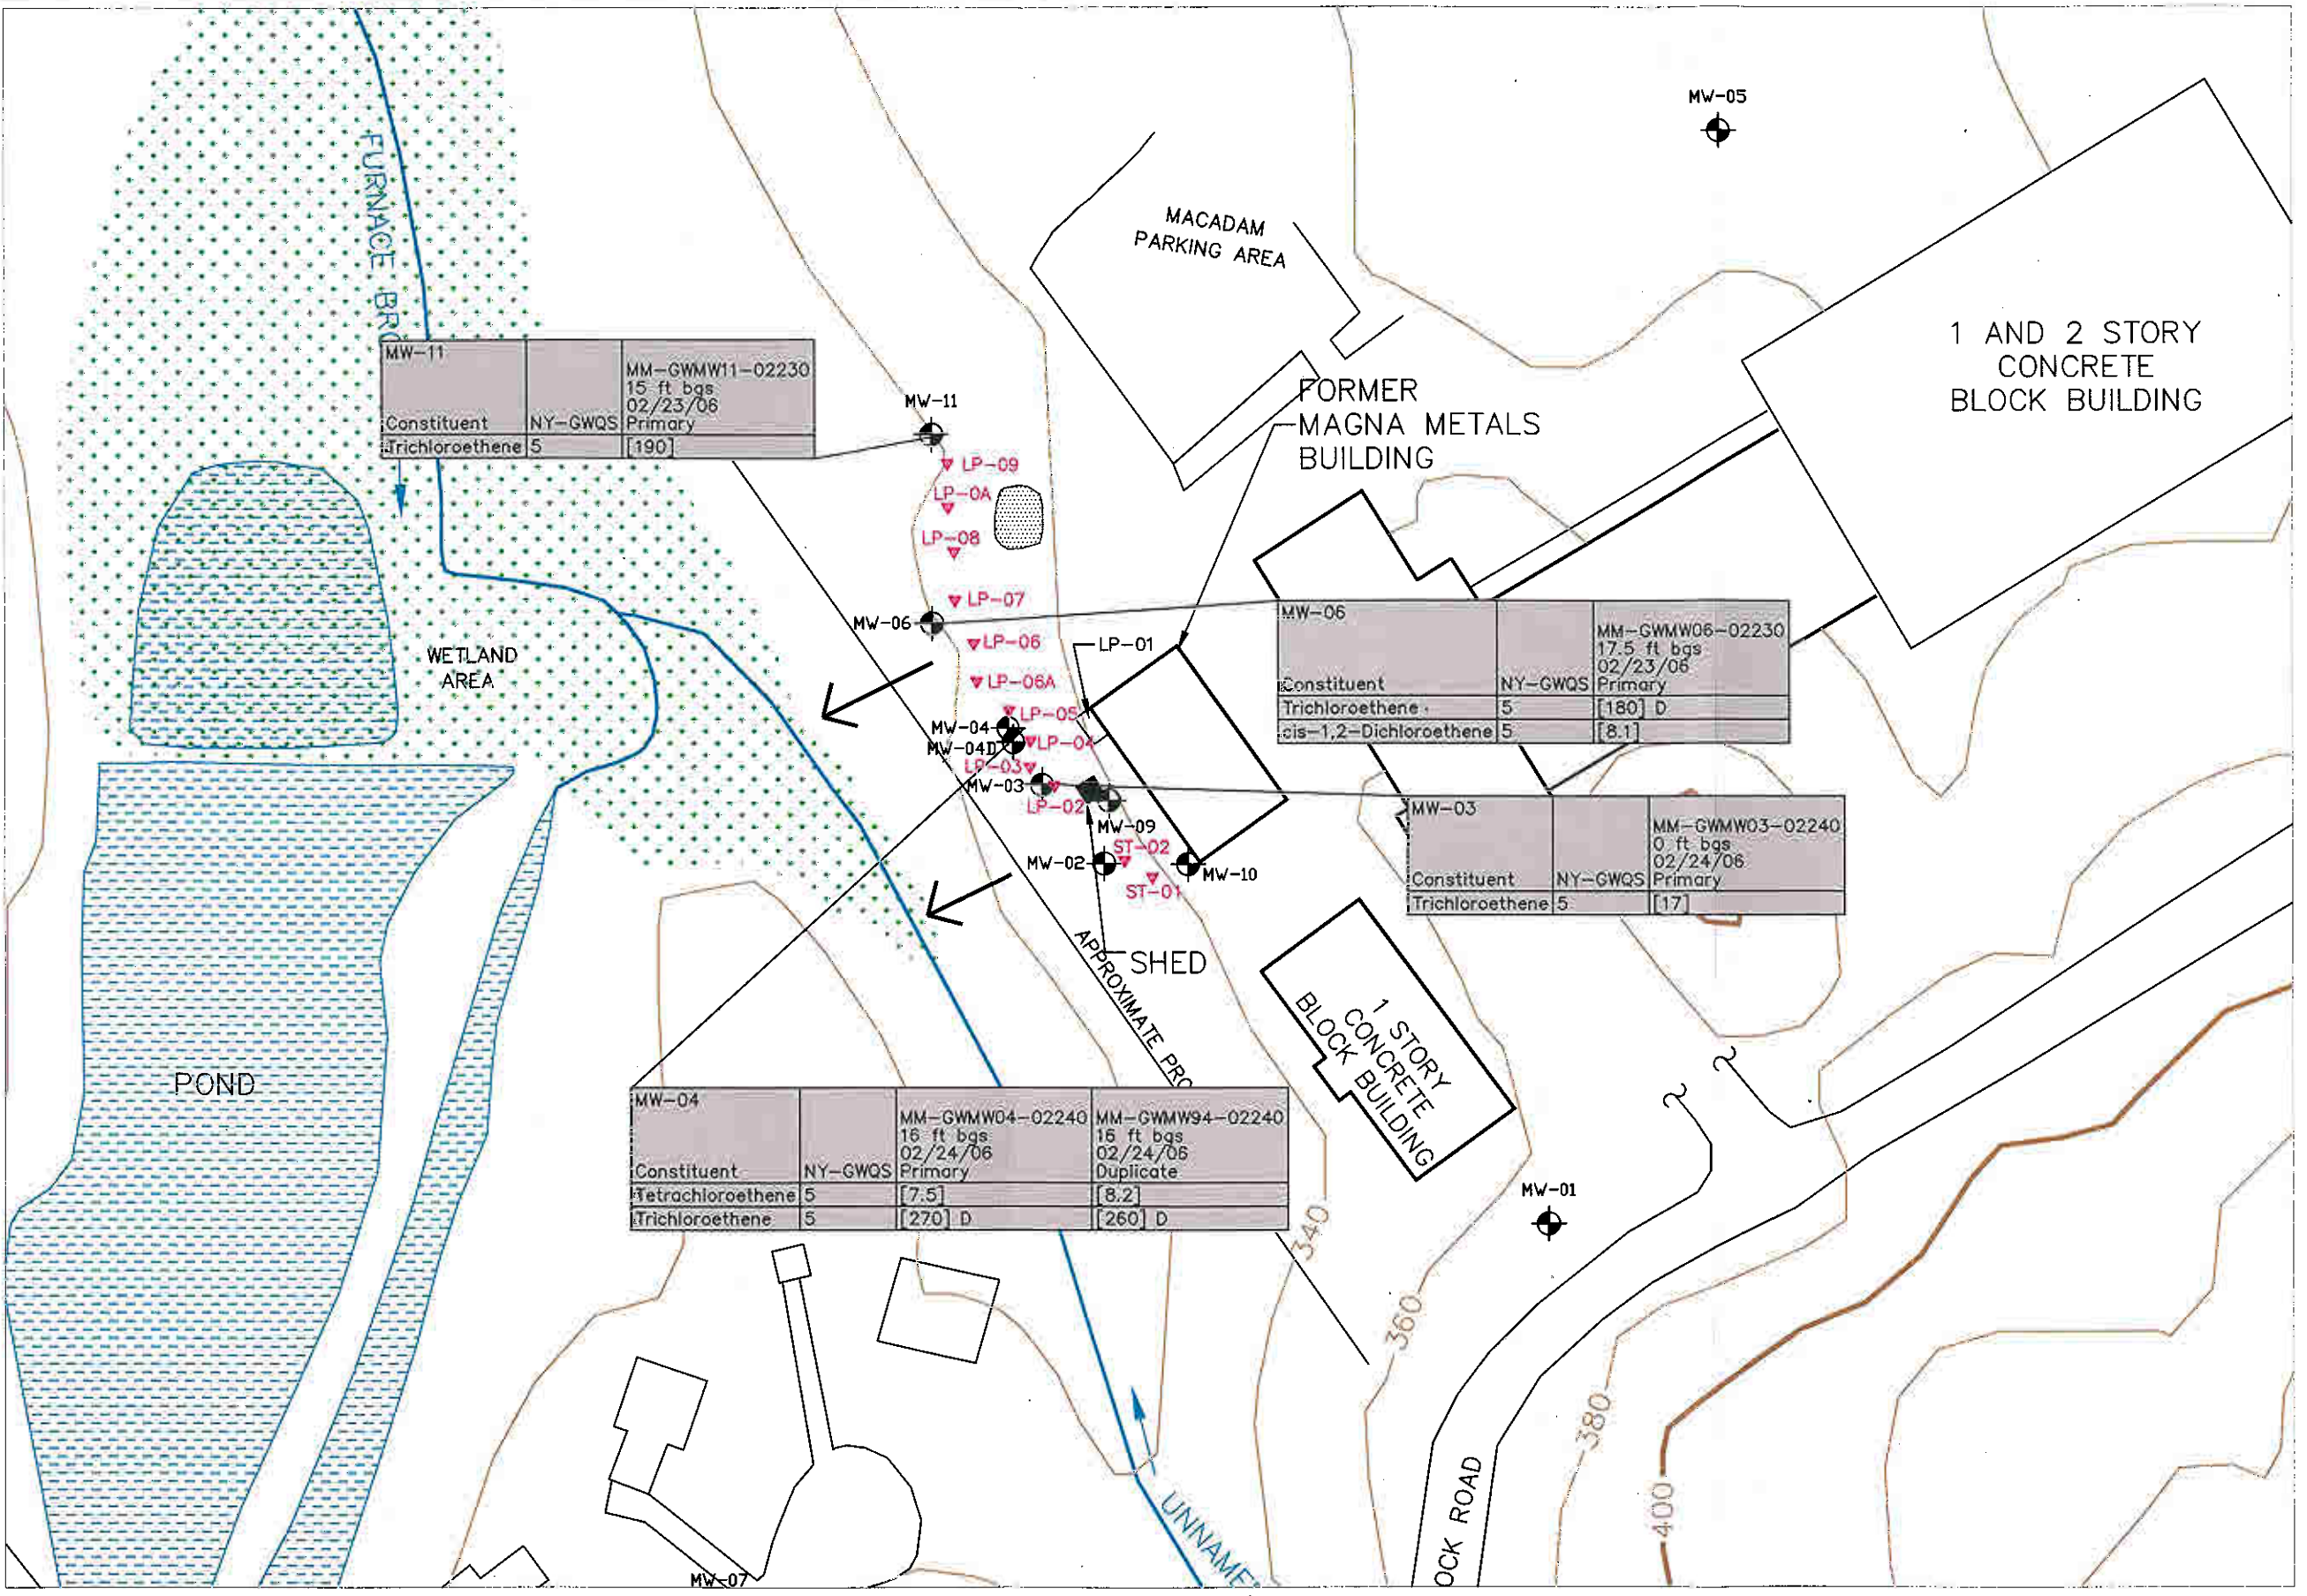 MW-05
MACADAM
PARKING AREA
FURNACE BRO
1 AND 2 STORY
CONCRETE
BLOCK BUILDING
MW-11
MM-GWMW11-02230
15 ft bgs
02/23/06
Constituent NY-GWQS Primary
Trichloroethene 5 [190]
MW-11
FORMER
MAGNA METALS
BUILDING
LP-09
LP-0A
LP-08
LP-07
MW-06
LP-06
LP-01
LP-06A
WETLAND
AREA
MW-06
MM-GWMW06-02230
17.5 ft bgs
02/23/06
Constituent NY-GWQS Primary
Trichloroethene 5 [180] D
cis-1,2-Dichloroethene 5 [8.1]
LP-05
MW-04
MW-04D
LP-04
LP-03
MW-03
LP-02
MW-09
ST-02
MW-02
MW-10
ST-01
MW-03
MM-GWMW03-02240
0 ft bgs
02/24/06
Constituent NY-GWQS Primary
Trichloroethene 5 [17]
SHED
APPROXIMATE PRO
1 STORY
CONCRETE
BLOCK BUILDING
POND
MW-04
MM-GWMW04-02240 MM-GWMW94-02240
16 ft bgs 16 ft bgs
02/24/06 02/24/06
Constituent NY-GWQS Primary Duplicate
Tetrachloroethene 5 [7.5] [8.2]
Trichloroethene 5 [270] D [260] D
MW-01
340
360
380
400
OCK ROAD
UNNAME
MW-07